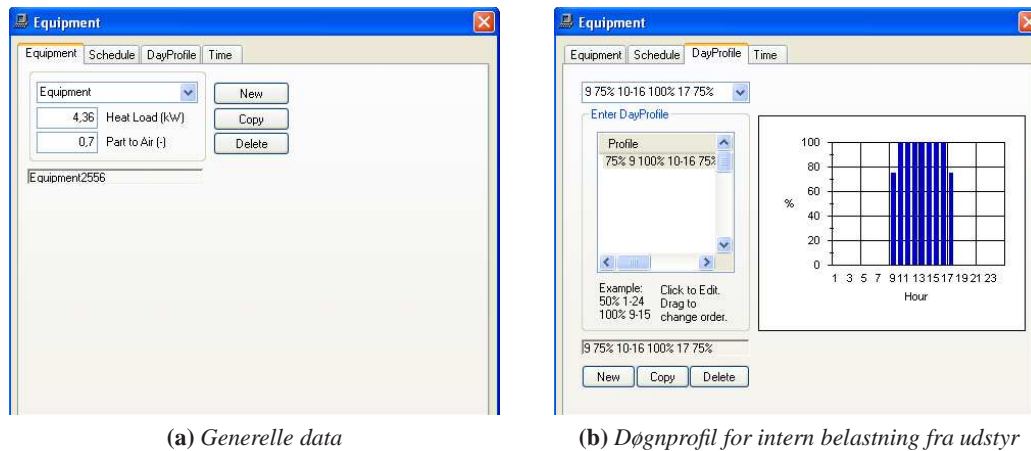 Equipment
Equipment Schedule DayProfile Time
Equipment
New
4,36 Heat Load (kW)
Copy
0,7 Part to Air (-)
Delete
Equipment2556
(a) Generelle data
Equipment
Equipment Schedule DayProfile Time
9 75% 10-16 100% 17 75%
Enter DayProfile
Profile
75% 9 100% 10-16 75%
Example:
50% 1-24
100% 9-15
Click to Edit.
Drag to
change order.
9 75% 10-16 100% 17 75%
New Copy Delete
100
80
60
%
40
20
0
1 3 5 7 9 11 13 15 17 19 21 23
Hour
(b) Døgnprofil for intern belastning fra udstyr